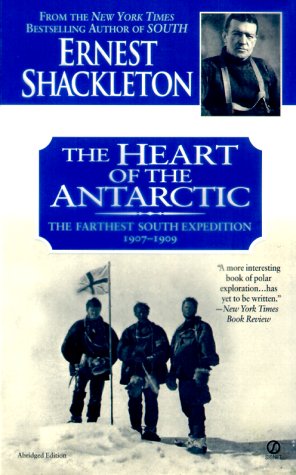 FROM THE NEW YORK TIMES
BESTSELLING AUTHOR OF SOUTH
ERNEST
SHACKLETON
THE HEART
OF THE
ANTARCTIC
THE FARTHEST SOUTH EXPEDITION
1907–1909
"A more interesting
book of polar
exploration...has
yet to be written."
—New York Times
Book Review
Abridged Edition
SIGNET